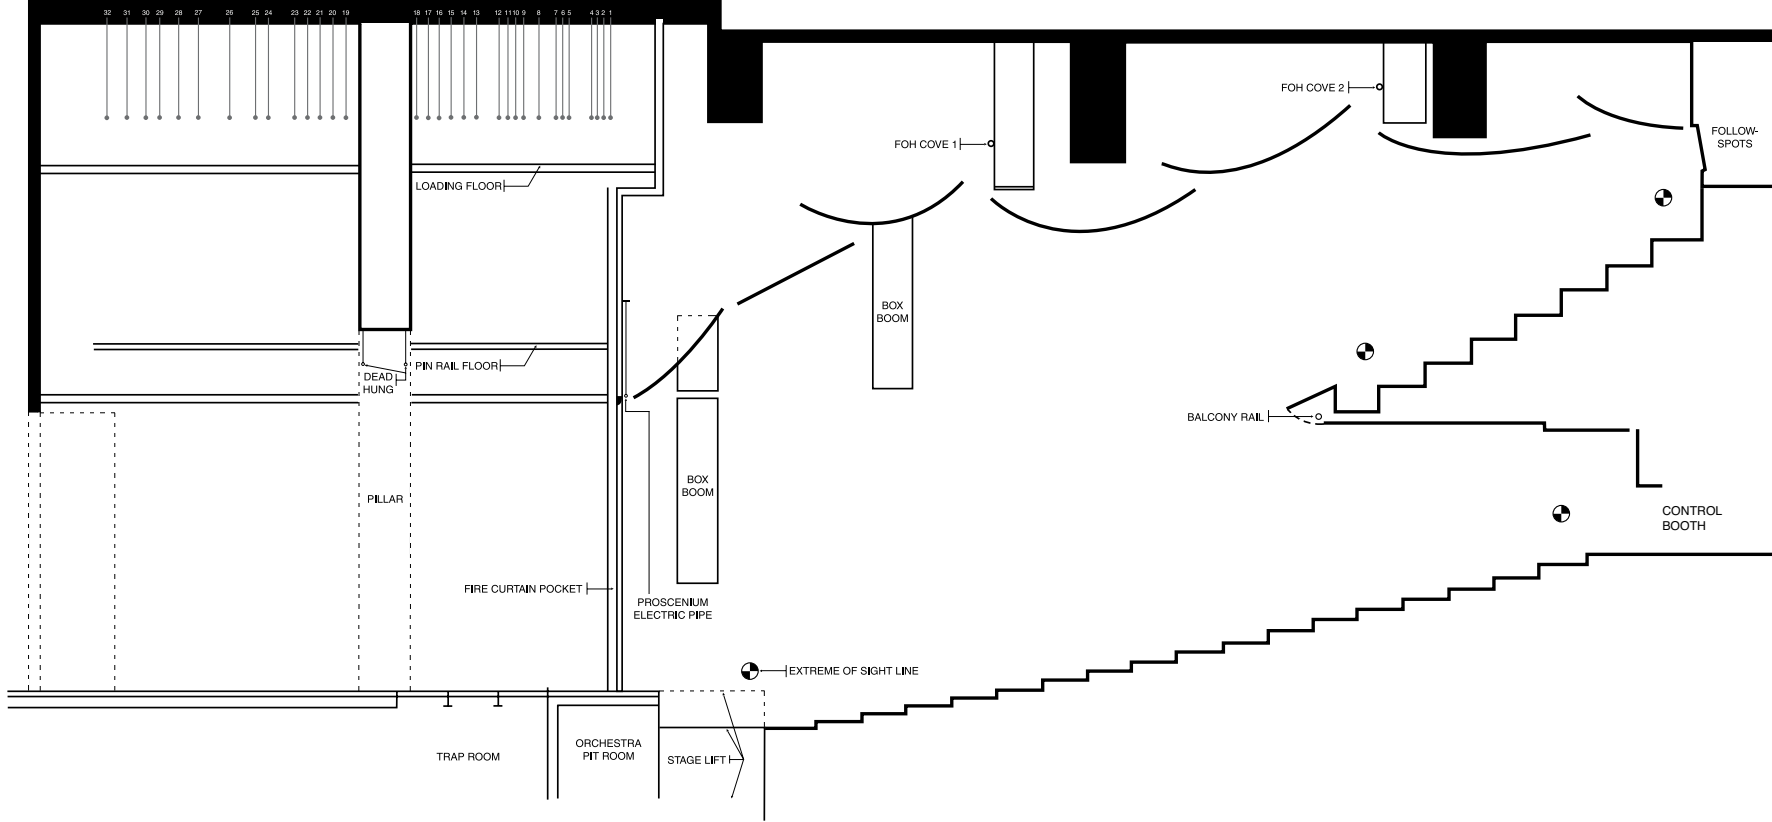 32 31 30 29 28 27 26 25 24 23 22 21 20 19 18 17 16 15 14 13 12 11 10 9 8 7 6 5 4 3 2 1
FOH COVE 2
FOH COVE 1
FOLLOW-
SPOTS
LOADING FLOOR
BOX
BOOM
PIN RAIL FLOOR
DEAD
HUNG
BALCONY RAIL
BOX
BOOM
PILLAR
CONTROL
BOOTH
FIRE CURTAIN POCKET
PROSCENIUM
ELECTRIC PIPE
EXTREME OF SIGHT LINE
TRAP ROOM
ORCHESTRA
PIT ROOM
STAGE LIFT